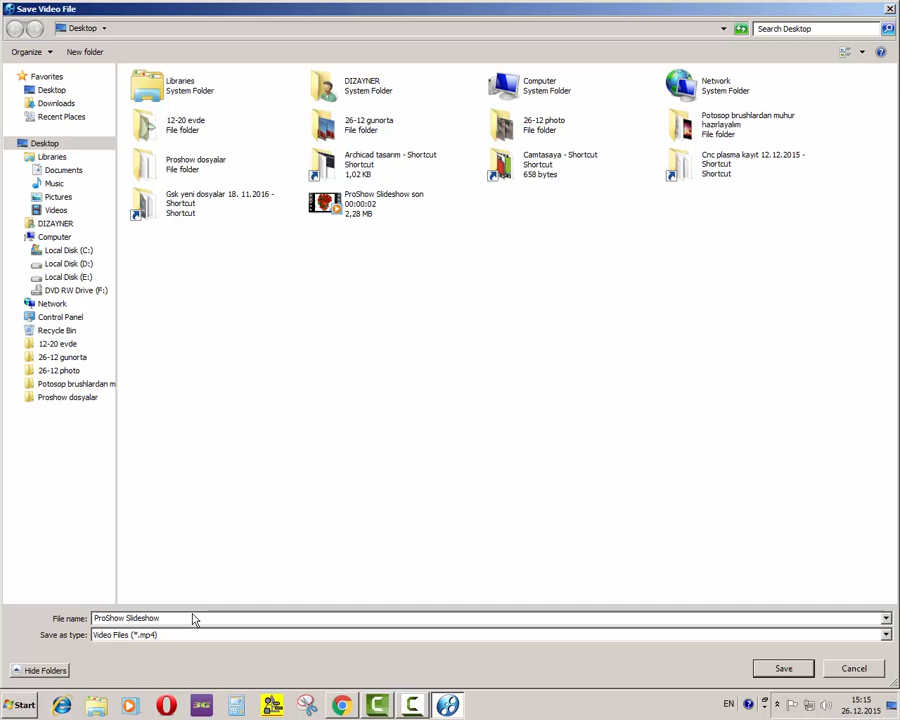 Save Video File
Desktop
Search Desktop
Organize
New folder
Favorites
Desktop
Downloads
Recent Places
Desktop
Libraries
Documents
Music
Pictures
Videos
DIZAYNER
Computer
Local Disk (C:)
Local Disk (D:)
Local Disk (E:)
DVD RW Drive (F:)
Network
Control Panel
Recycle Bin
12-20 evde
26-12 gunorta
26-12 photo
Potosop brushlardan m
Proshow dosyalar
Libraries
System Folder
DIZAYNER
System Folder
Computer
System Folder
Network
System Folder
12-20 evde
File folder
26-12 gunorta
File folder
26-12 photo
File folder
Potosop brushlardan muhur
hazırlayalim
File folder
Proshow dosyalar
File folder
Archicad tasarım - Shortcut
Shortcut
1,02 KB
Camtasaya - Shortcut
Shortcut
658 bytes
Cnc plasma kayıt 12.12.2015 -
Shortcut
Shortcut
Gsk yeni dosyalar 18. 11.2016 -
Shortcut
Shortcut
ProShow Slideshow son
00:00:02
2,28 MB
File name: ProShow Slideshow
Save as type: Video Files (*.mp4)
Hide Folders
Save
Cancel
Start
3G
EN
15:15
26.12.2015